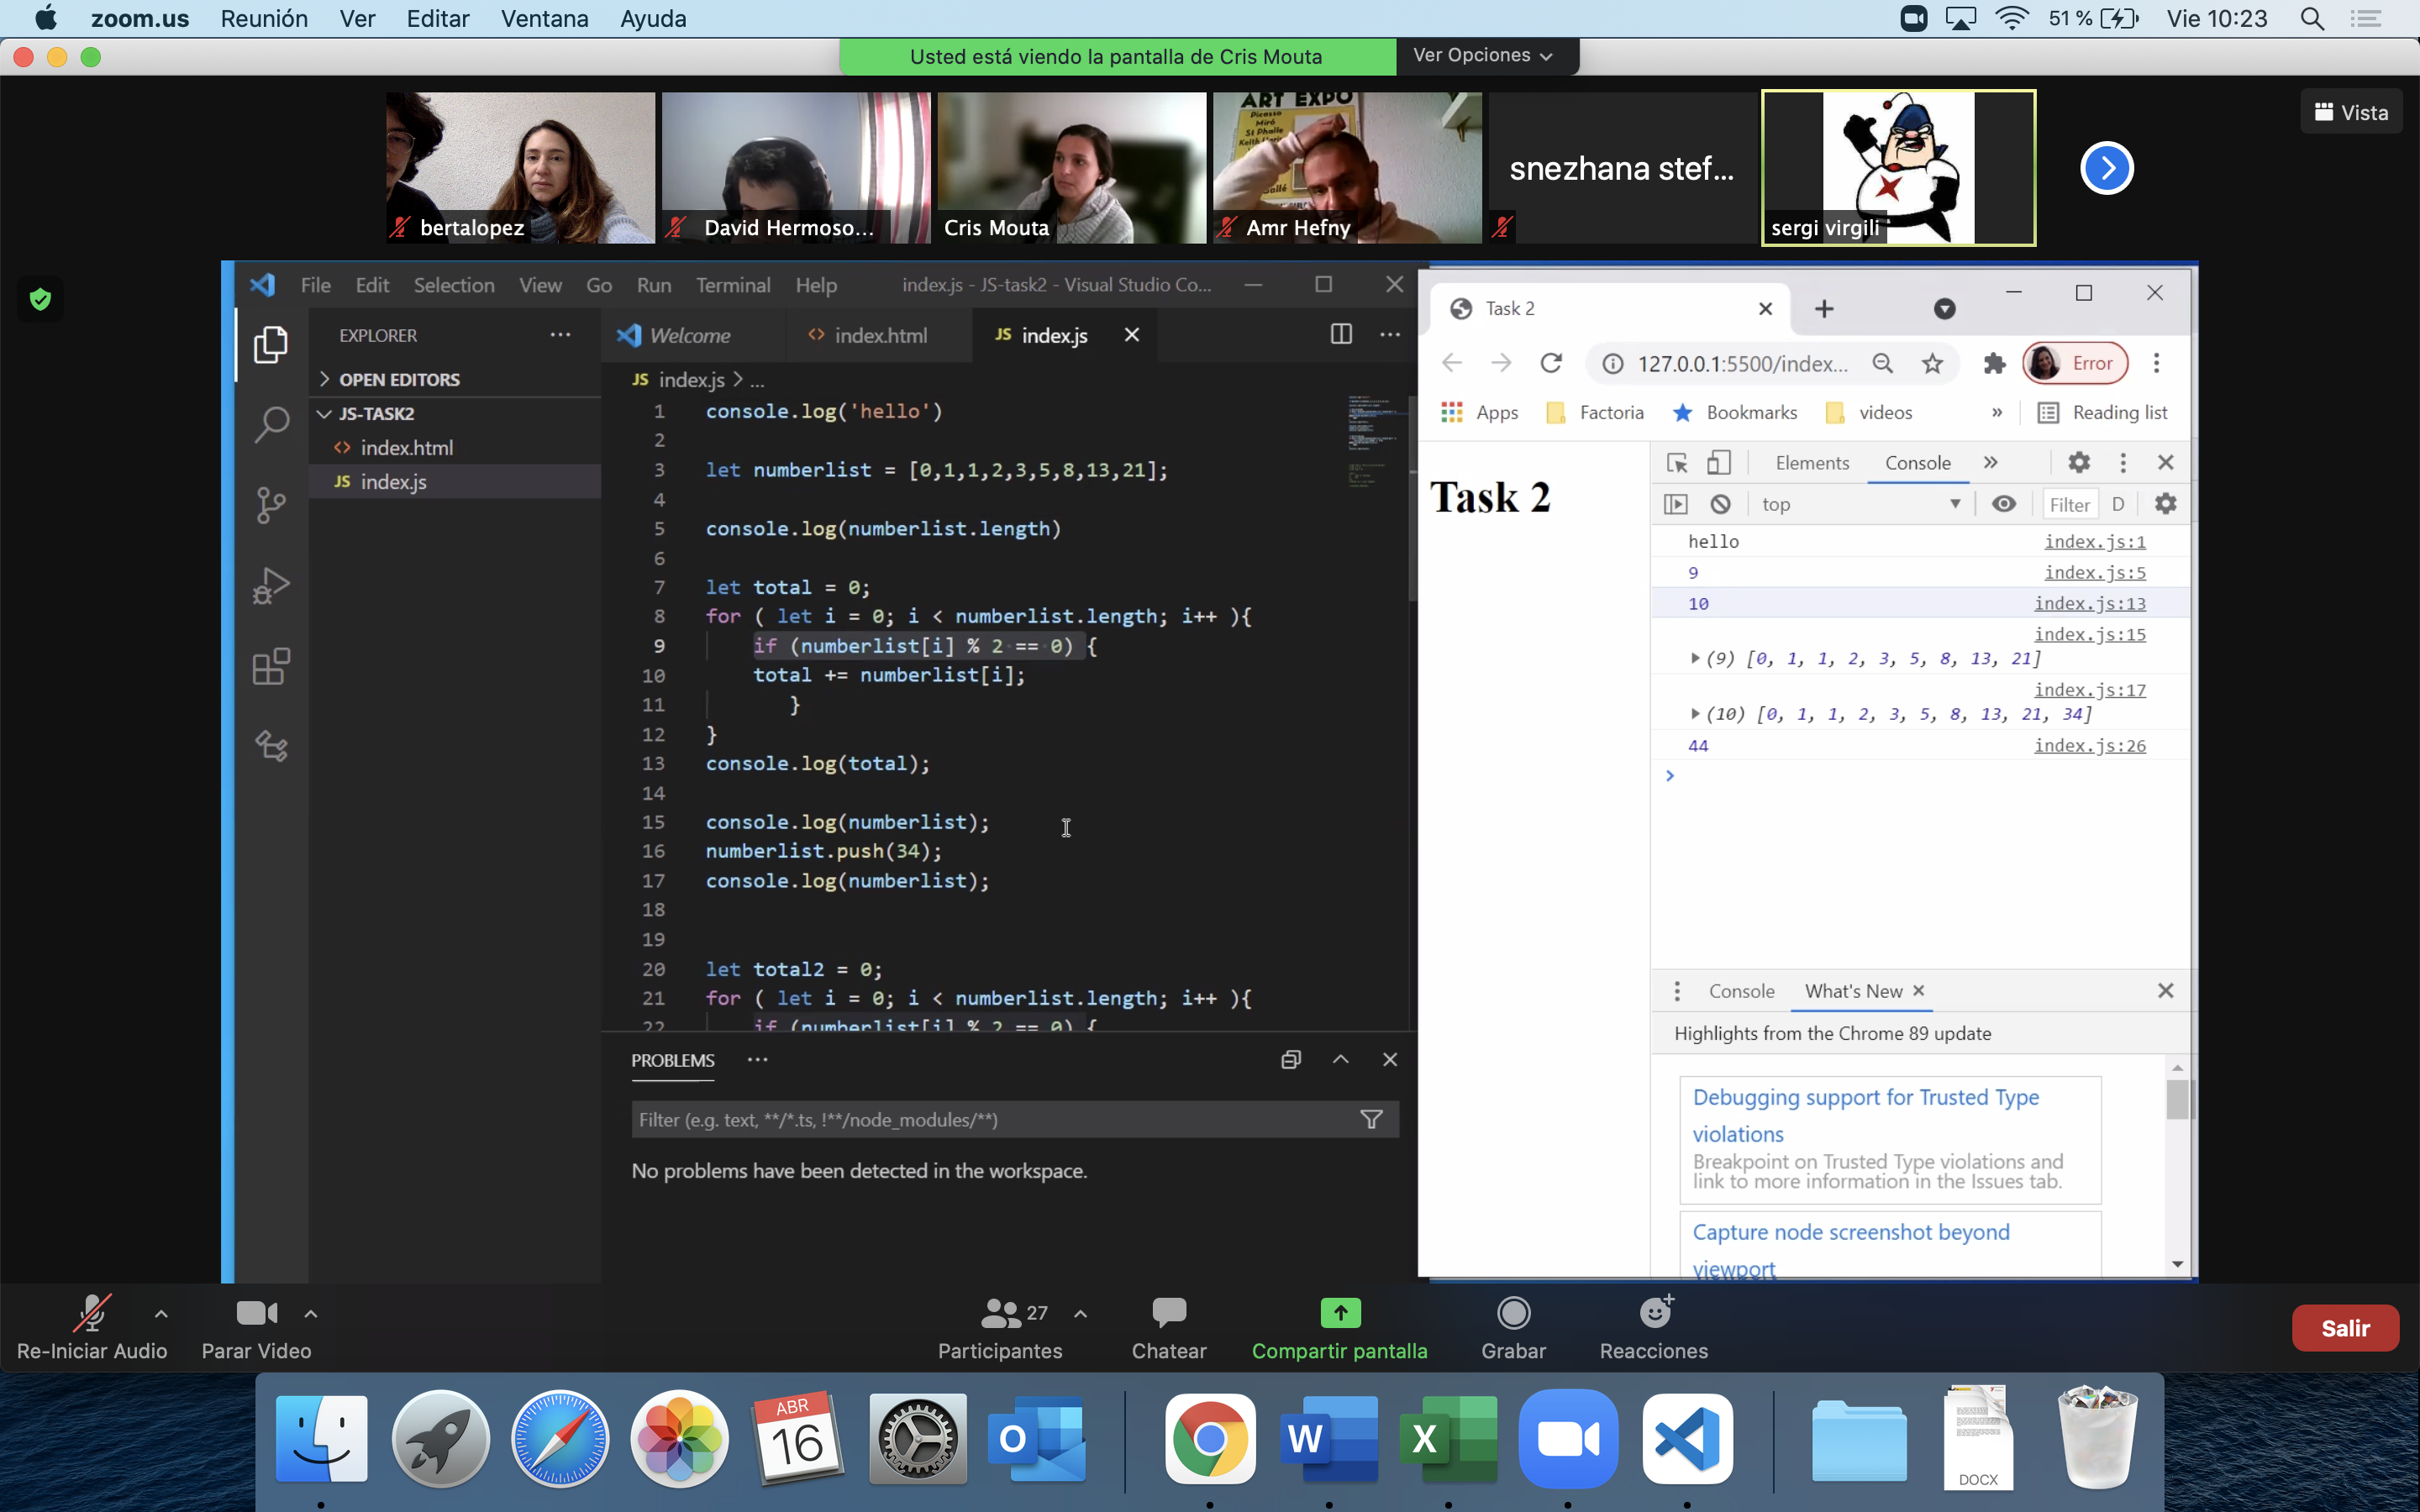 zoom.us Reunión Ver Editar Ventana Ayuda 51 % Vie 10:23
Usted está viendo la pantalla de Cris Mouta Ver Opciones
Vista
ART EXPO
Picasso
Miró
St Phalle
bertalopez
David Hermoso...
Cris Mouta
Amr Hefny
snezhana stef...
sergi virgili
File Edit Selection View Go Run Terminal Help index.js - JS-task2 - Visual Studio Co...
EXPLORER ...
OPEN EDITORS
JS-TASK2
index.html
JS index.js
Welcome index.html JS index.js
JS index.js > ...
1 console.log('hello')
2
3 let numberlist = [0,1,1,2,3,5,8,13,21];
4
5 console.log(numberlist.length)
6
7 let total = 0;
8 for ( let i = 0; i < numberlist.length; i++ ){
9 if (numberlist[i] % 2 == 0) {
10 total += numberlist[i];
11 }
12 }
13 console.log(total);
14
15 console.log(numberlist);
16 numberlist.push(34);
17 console.log(numberlist);
18
19
20 let total2 = 0;
21 for ( let i = 0; i < numberlist.length; i++ ){
22 if (numberlist[i] % 2 == 0) {
PROBLEMS ...
Filter (e.g. text, **/*.ts, !**/node_modules/**)
No problems have been detected in the workspace.
Task 2
127.0.0.1:5500/index... Error
Apps Factoria Bookmarks videos » Reading list
Task 2
Elements Console »
top Filter D
hello index.js:1
9 index.js:5
10 index.js:13
index.js:15
(9) [0, 1, 1, 2, 3, 5, 8, 13, 21]
index.js:17
(10) [0, 1, 1, 2, 3, 5, 8, 13, 21, 34]
44 index.js:26
>
Console What's New
Highlights from the Chrome 89 update
Debugging support for Trusted Type
violations
Breakpoint on Trusted Type violations and
link to more information in the Issues tab.
Capture node screenshot beyond
viewport
Re-Iniciar Audio
Parar Video
27
Participantes
Chatear
Compartir pantalla
Grabar
Reacciones
Salir
ABR
16
O
W
X
DOCX